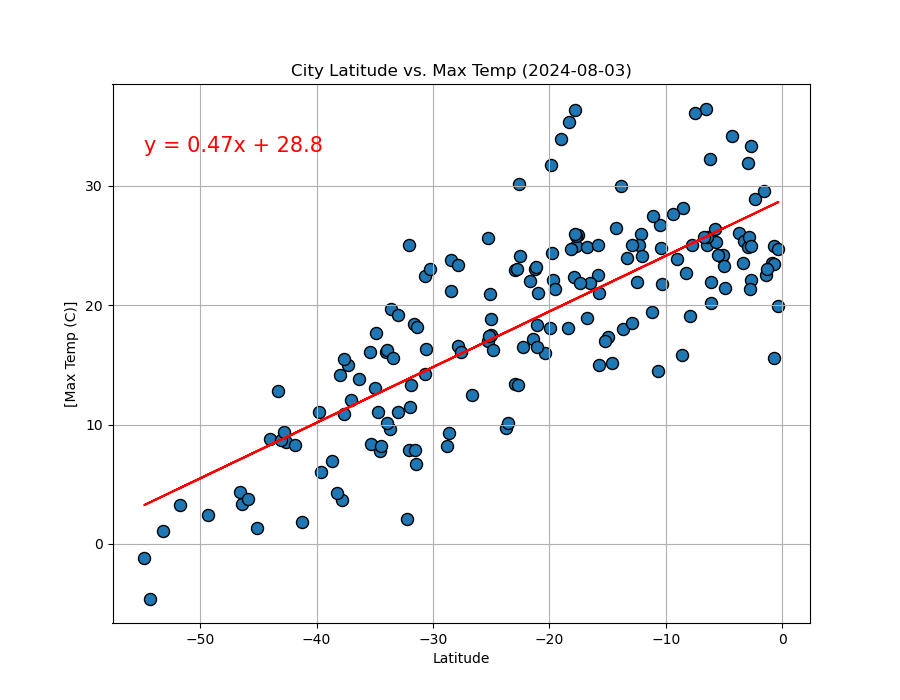 City Latitude vs. Max Temp (2024-08-03)
y = 0.47x + 28.8
30
20
10
0
[Max Temp (C)]
−50 −40 −30 −20 −10 0
Latitude